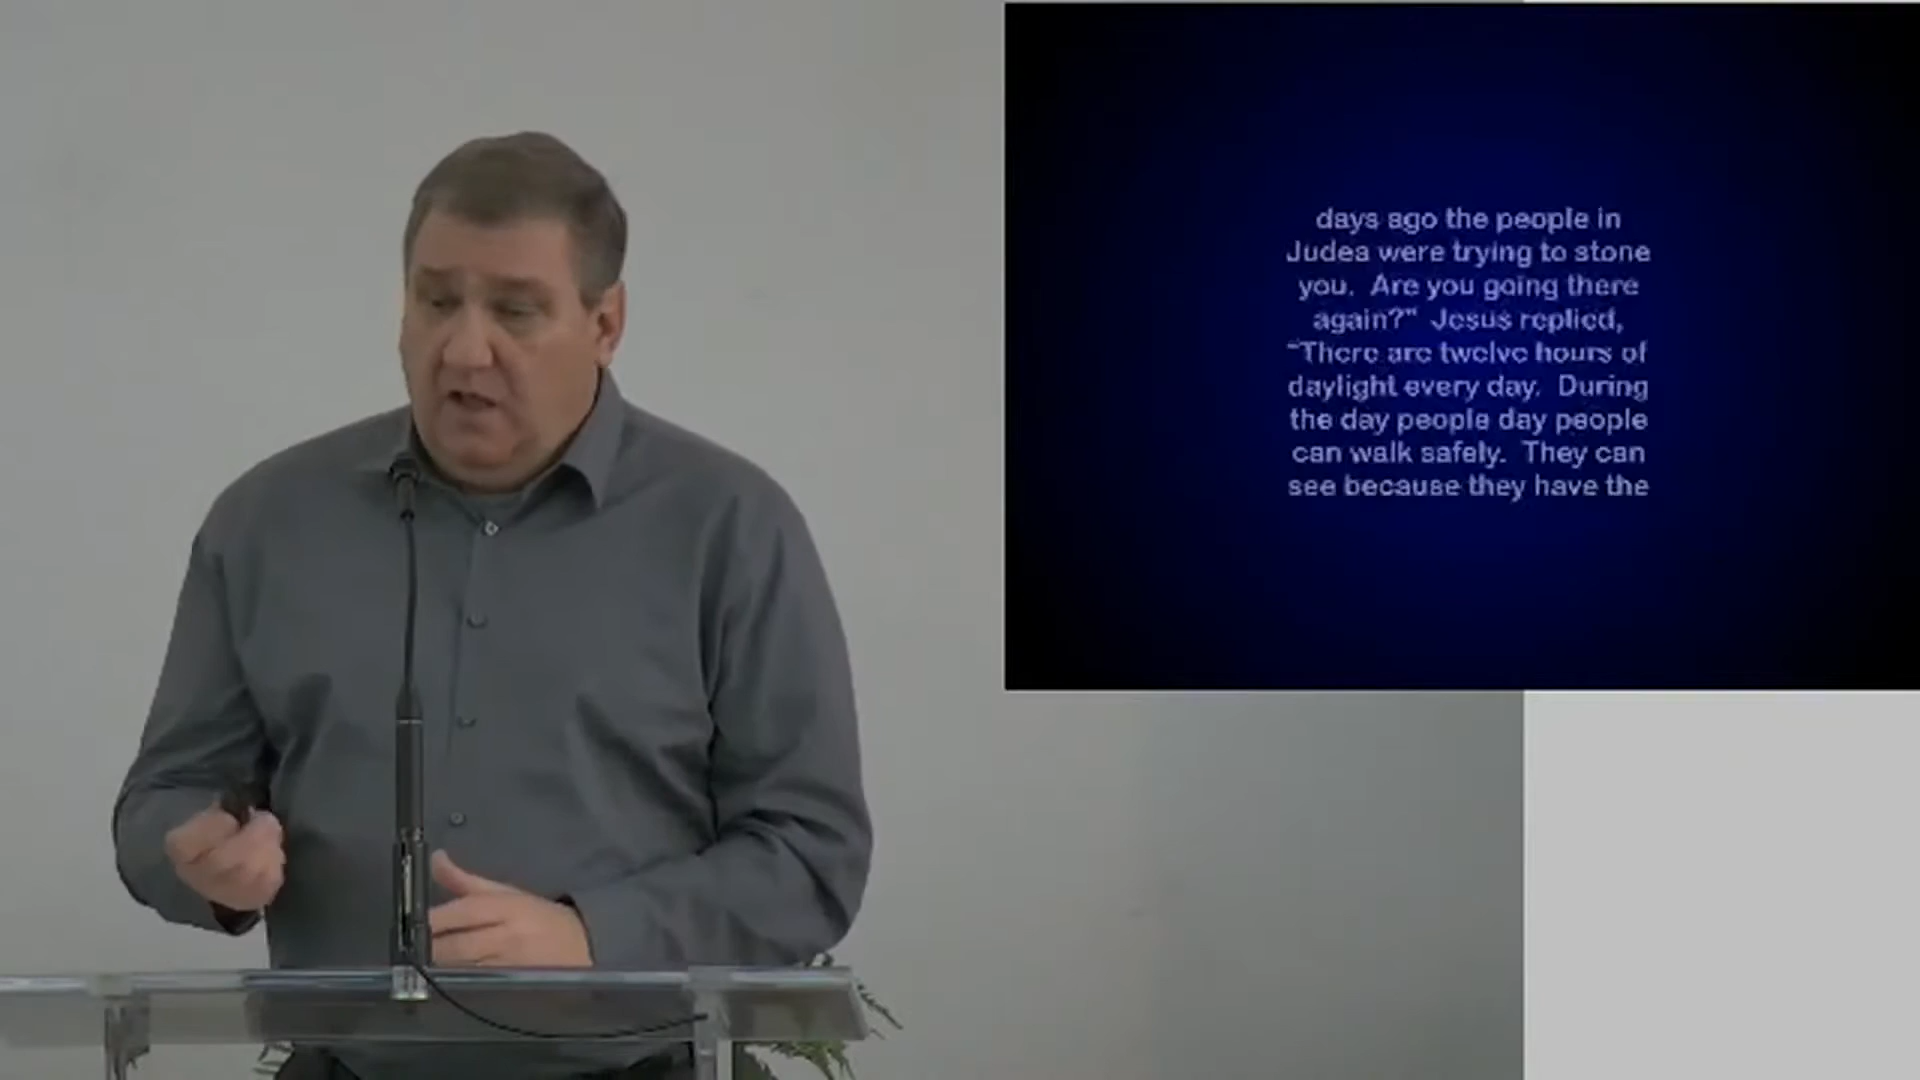 days ago the people in
Judea were trying to stone
you.  Are you going there
again?"  Jesus replied,
"There are twelve hours of
daylight every day.  During
the day people day people
can walk safely.  They can
see because they have the